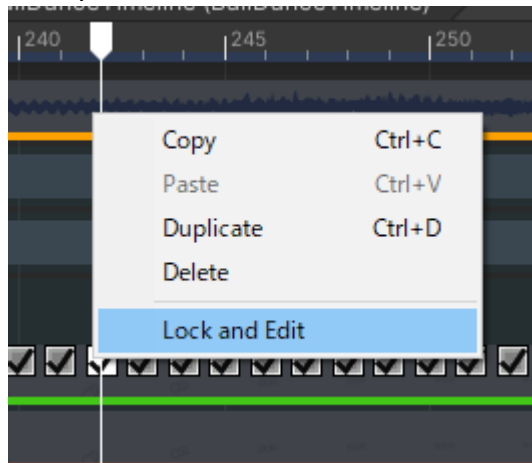 240
245
250
Copy Ctrl+C
Paste Ctrl+V
Duplicate Ctrl+D
Delete
Lock and Edit